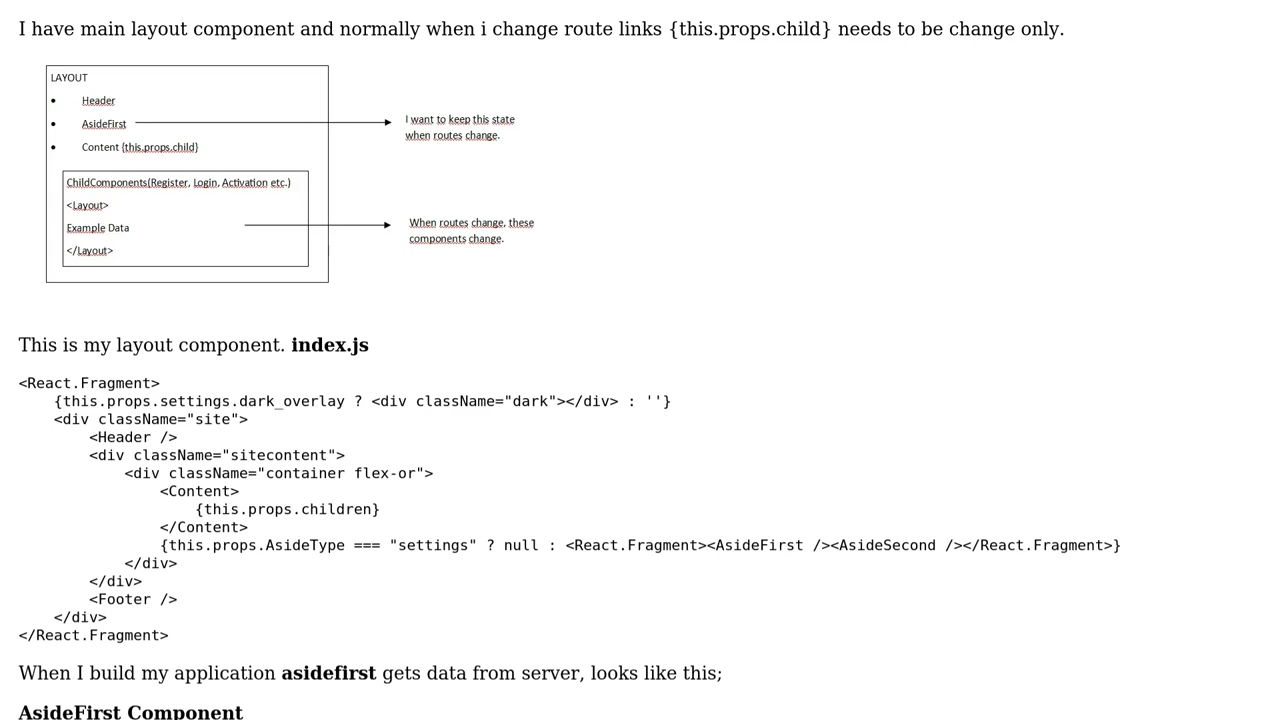 I have main layout component and normally when i change route links {this.props.child} needs to be change only.
LAYOUT
• Header
• AsideFirst
I want to keep this state
when routes change.
• Content {this.props.child}
ChildComponents(Register, Login, Activation etc.)
<Layout>
Example Data
When routes change, these
components change.
</Layout>
This is my layout component. index.js
<React.Fragment>
    {this.props.settings.dark_overlay ? <div className="dark"></div> : ''}
    <div className="site">
        <Header />
        <div className="sitecontent">
            <div className="container flex-or">
                <Content>
                    {this.props.children}
                </Content>
                {this.props.AsideType === "settings" ? null : <React.Fragment><AsideFirst /><AsideSecond /></React.Fragment>}
            </div>
        </div>
        <Footer />
    </div>
</React.Fragment>
When I build my application asidefirst gets data from server, looks like this;
AsideFirst Component